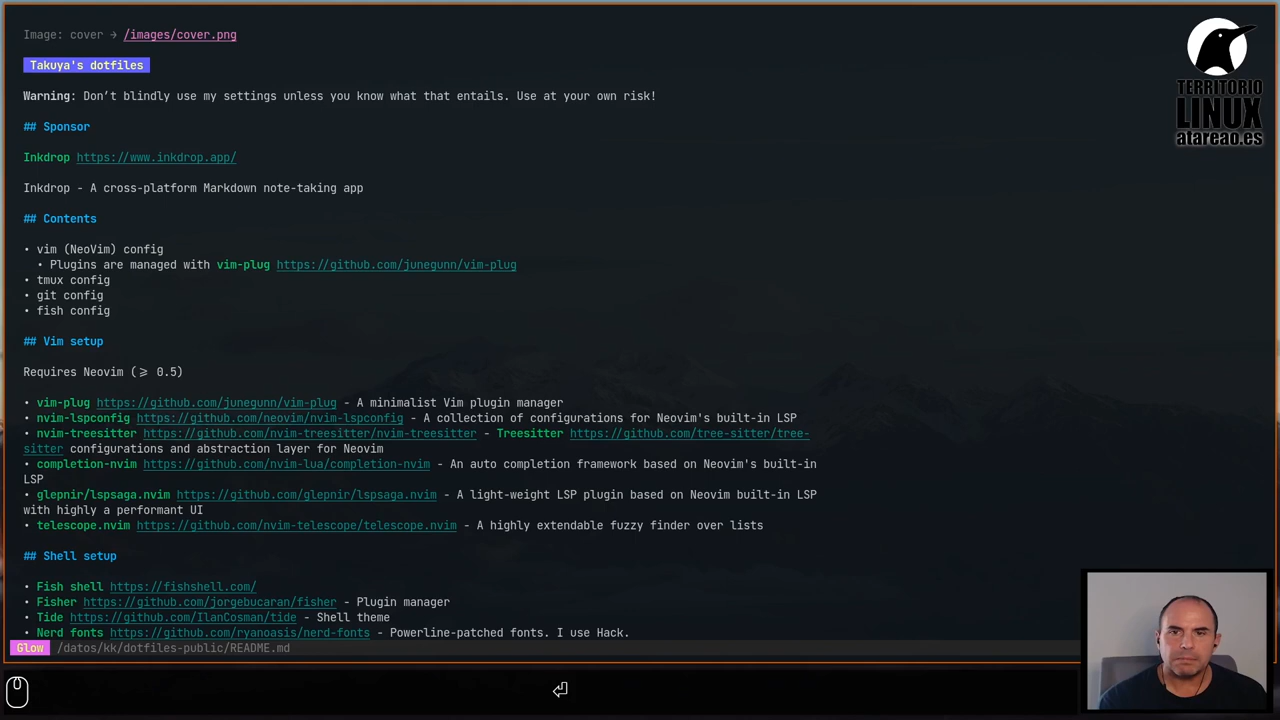 Image: cover → /images/cover.png
Takuya's dotfiles
Warning: Don’t blindly use my settings unless you know what that entails. Use at your own risk!
## Sponsor
Inkdrop https://www.inkdrop.app/
Inkdrop - A cross-platform Markdown note-taking app
## Contents
• vim (NeoVim) config
• Plugins are managed with vim-plug https://github.com/junegunn/vim-plug
• tmux config
• git config
• fish config
## Vim setup
Requires Neovim (≥ 0.5)
• vim-plug https://github.com/junegunn/vim-plug - A minimalist Vim plugin manager
• nvim-lspconfig https://github.com/neovim/nvim-lspconfig - A collection of configurations for Neovim's built-in LSP
• nvim-treesitter https://github.com/nvim-treesitter/nvim-treesitter - Treesitter https://github.com/tree-sitter/tree-
sitter configurations and abstraction layer for Neovim
• completion-nvim https://github.com/nvim-lua/completion-nvim - An auto completion framework based on Neovim's built-in
LSP
• glepnir/lspsaga.nvim https://github.com/glepnir/lspsaga.nvim - A light-weight LSP plugin based on Neovim built-in LSP
with highly a performant UI
• telescope.nvim https://github.com/nvim-telescope/telescope.nvim - A highly extendable fuzzy finder over lists
## Shell setup
• Fish shell https://fishshell.com/
• Fisher https://github.com/jorgebucaran/fisher - Plugin manager
• Tide https://github.com/IlanCosman/tide - Shell theme
• Nerd fonts https://github.com/ryanoasis/nerd-fonts - Powerline-patched fonts. I use Hack.
Glow /datos/kk/dotfiles-public/README.md
TERRITORIO
LINUX
atareao.es